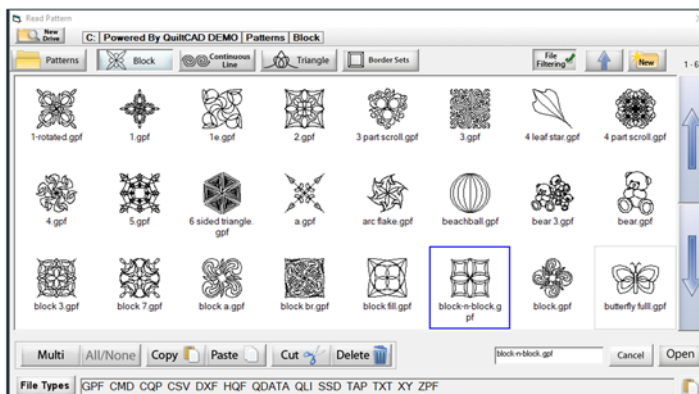 Read Pattern
New Drive C: Powered By QuiltCAD DEMO Patterns Block
Patterns Block Continuous Line Triangle Border Sets File Filtering New 1 - 6
1-rotated.gpf 1.gpf 1e.gpf 2.gpf 3 part scroll.gpf 3.gpf 4 leaf star.gpf 4 part scroll.gpf
4.gpf 5.gpf 6 sided triangle.gpf a.gpf arc flake.gpf beachball.gpf bear 3.gpf bear.gpf
block 3.gpf block 7.gpf block a.gpf block br.gpf block fill.gpf block-n-block.gpf block.gpf butterfly fulll.gpf
Multi All/None Copy Paste Cut Delete block-n-block.gpf Cancel Open
File Types GPF CMD CQP CSV DXF HQF QDATA QLI SSD TAP TXT XY ZPF